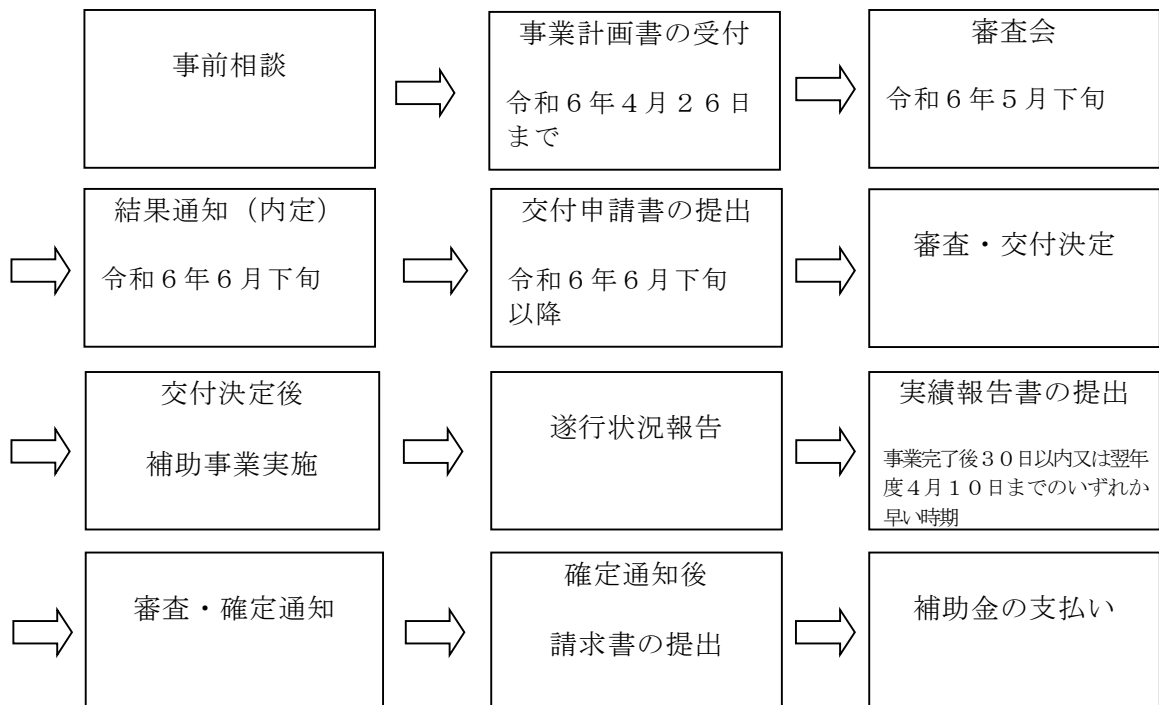 事前相談
事業計画書の受付
令和６年４月２６日
まで
審査会
令和６年５月下旬
結果通知（内定）
令和６年６月下旬
交付申請書の提出
令和６年６月下旬
以降
審査・交付決定
交付決定後
補助事業実施
遂行状況報告
実績報告書の提出
事業完了後３０日以内又は翌年
度４月１０日までのいずれか
早い時期
審査・確定通知
確定通知後
請求書の提出
補助金の支払い